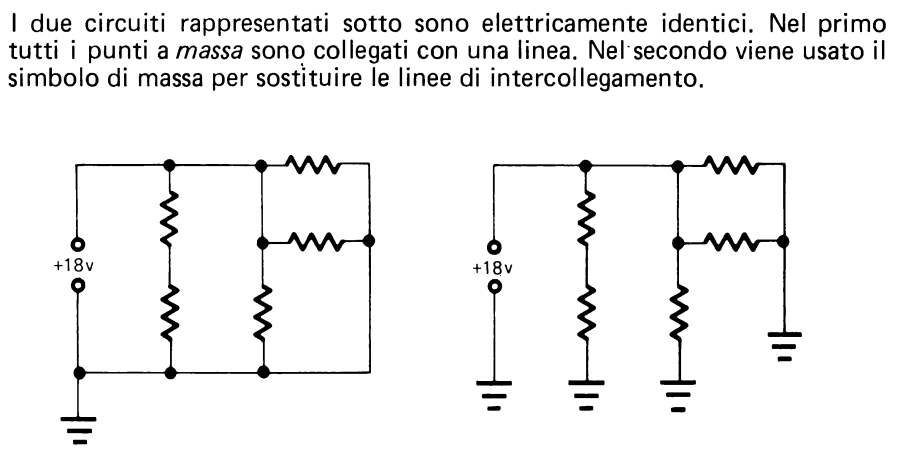 I due circuiti rappresentati sotto sono elettricamente identici. Nel primo
tutti i punti a massa sono collegati con una linea. Nel secondo viene usato il
simbolo di massa per sostituire le linee di intercollegamento.
+18v
+18v